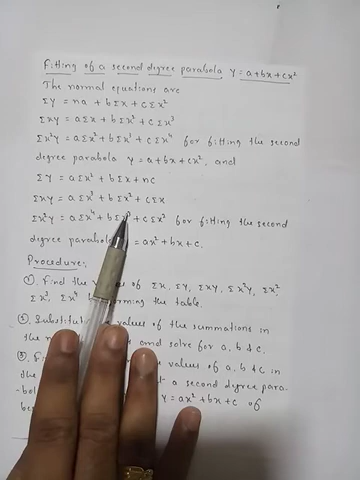 Fitting of a second degree parabola y = a+bx+cx²
The normal equations are
Σy = na + bΣx + cΣx²
Σxy = aΣx + bΣx² + cΣx³
Σx²y = aΣx² + bΣx³ + cΣx⁴ for fitting the second
degree parabola y = a+bx+cx², and
Σy = aΣx² + bΣx + nc
Σxy = aΣx³ + bΣx² + cΣx
Σx²y = aΣx⁴ + bΣx³ + cΣx² for fitting the second
degree parabola = ax² + bx + c.
Procedure:
①. Find the of Σx, Σy, Σxy, Σx²y, Σx²,
Σx³, Σx⁴ forming the table.
②. Substitut values of the summations in
the and solve for a, b & c.
③. values of a, b & c in
the a second degree para-
-bol y = ax² + bx + c of
be